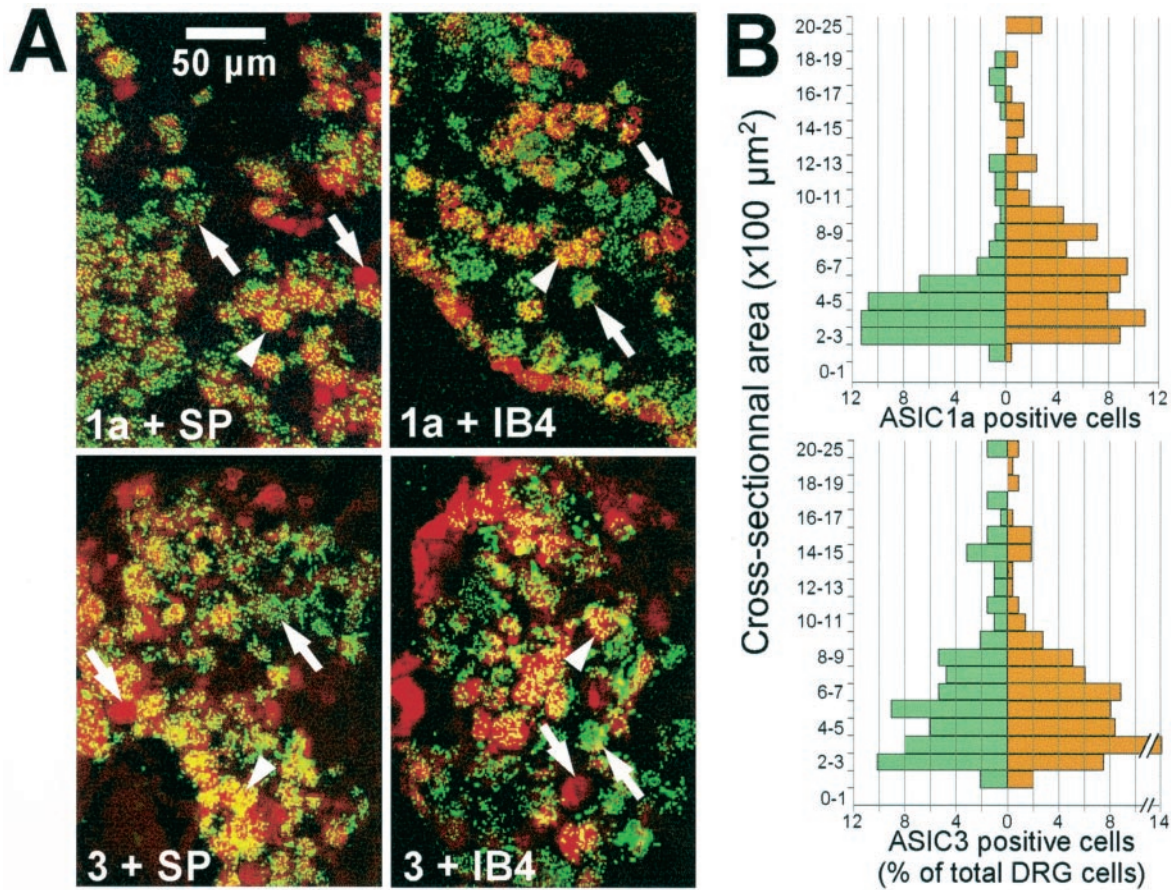 A
50 µm
1a + SP
1a + IB4
3 + SP
3 + IB4
B
Cross-sectionnal area (x100 µm²)
20-25
18-19
16-17
14-15
12-13
10-11
8-9
6-7
4-5
2-3
0-1
12 8 4 0 4 8 12
ASIC1a positive cells
20-25
18-19
16-17
14-15
12-13
10-11
8-9
6-7
4-5
2-3
0-1
12 8 4 0 4 8 14
ASIC3 positive cells
(% of total DRG cells)